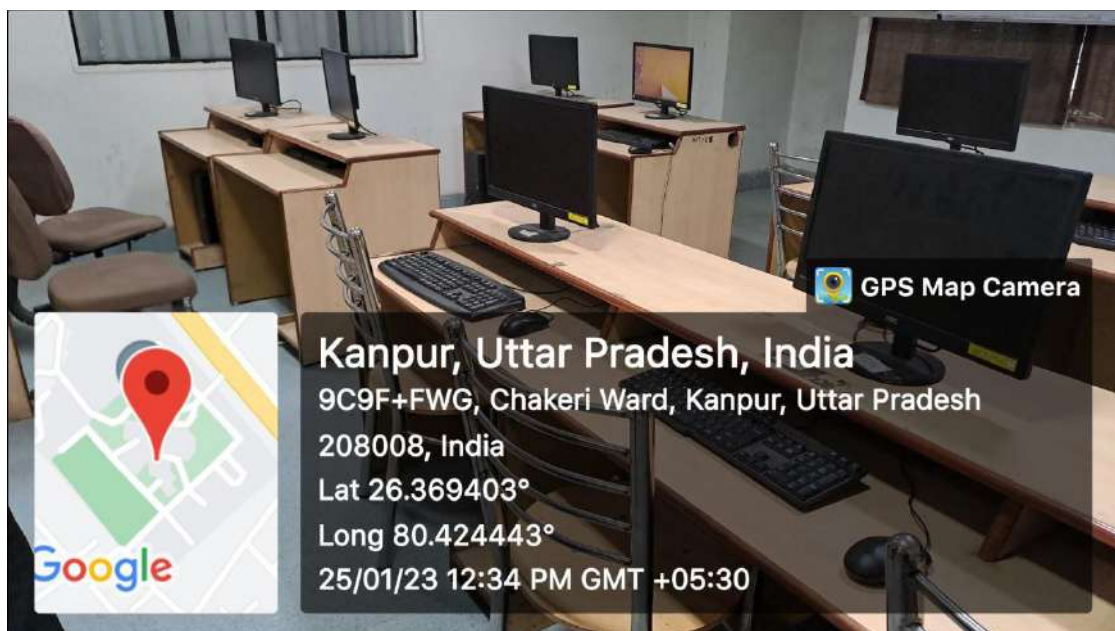 GPS Map Camera
Kanpur, Uttar Pradesh, India
9C9F+FWG, Chakeri Ward, Kanpur, Uttar Pradesh
208008, India
Lat 26.369403°
Long 80.424443°
25/01/23 12:34 PM GMT +05:30
Google